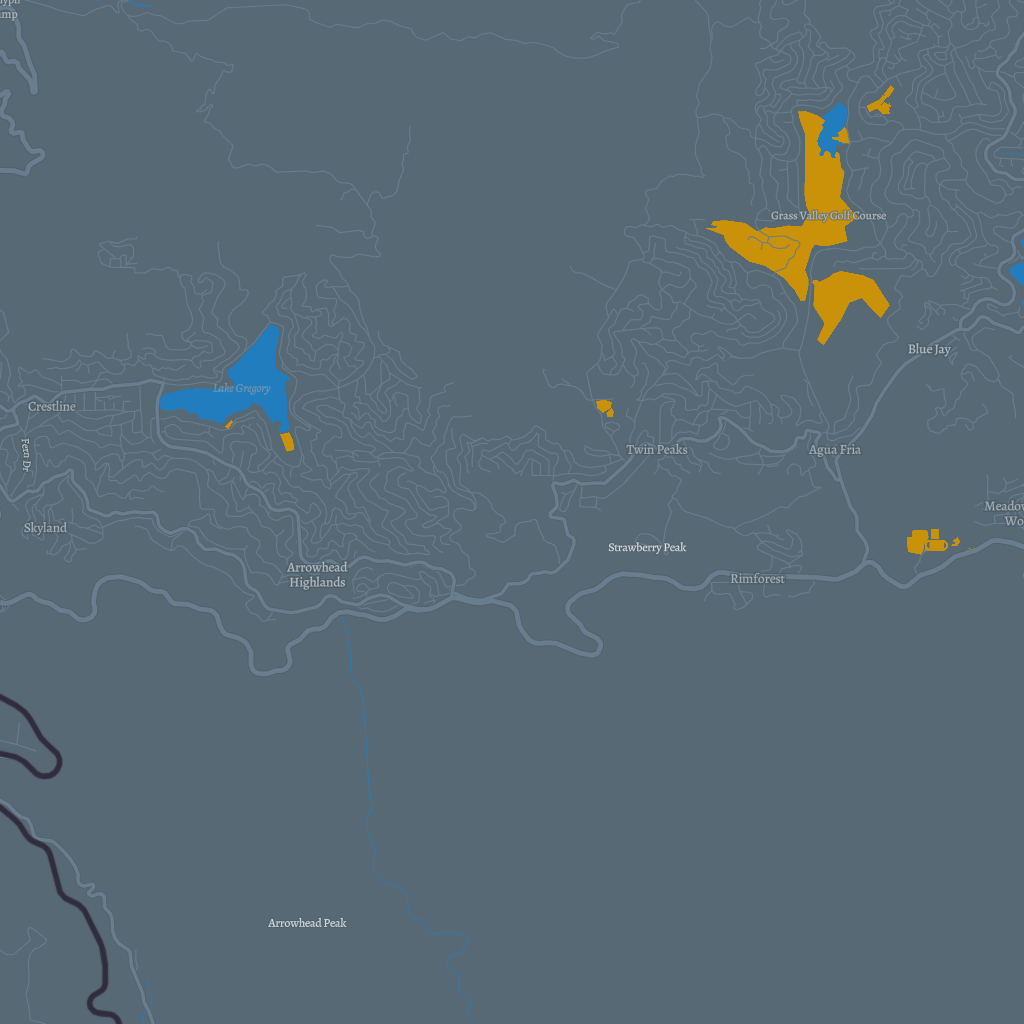 Grass Valley Golf Course
Blue Jay
Lake Gregory
Crestline
Fern Dr
Twin Peaks
Agua Fria
Skyland
Strawberry Peak
Arrowhead
Highlands
Rimforest
Arrowhead Peak